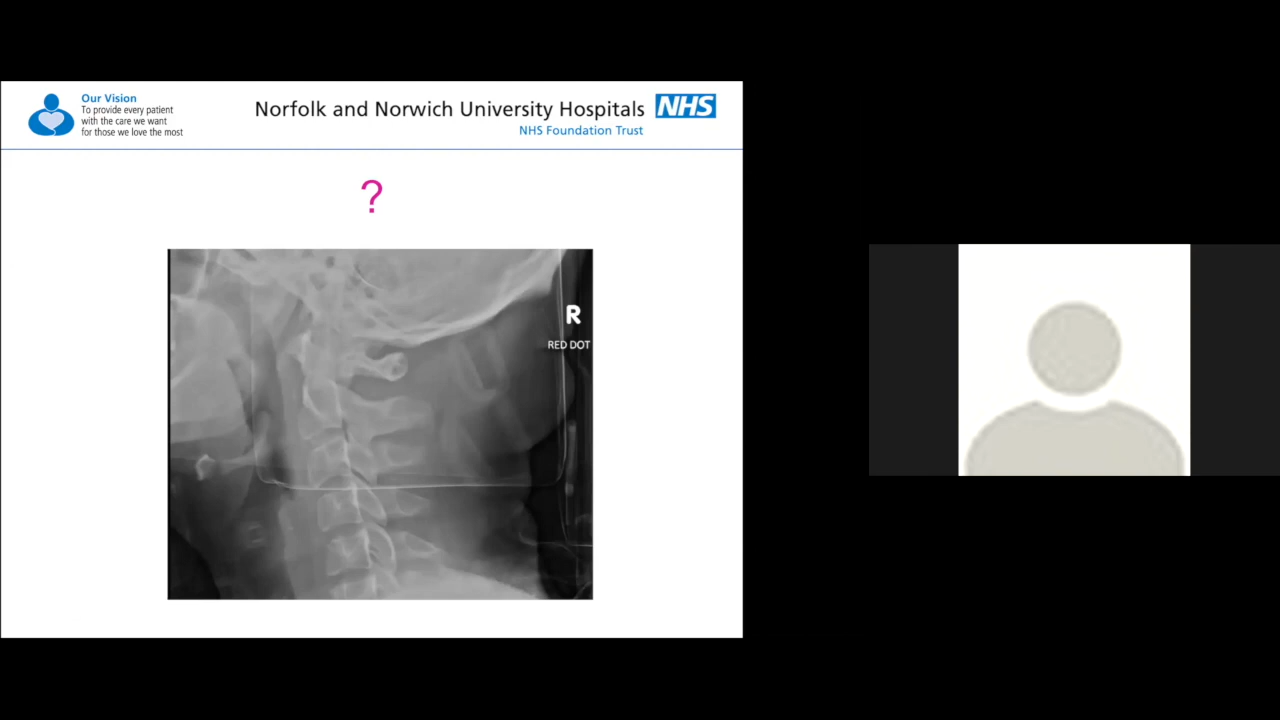 Our Vision
To provide every patient
with the care we want
for those we love the most
Norfolk and Norwich University Hospitals NHS
NHS Foundation Trust
?
R
RED DOT